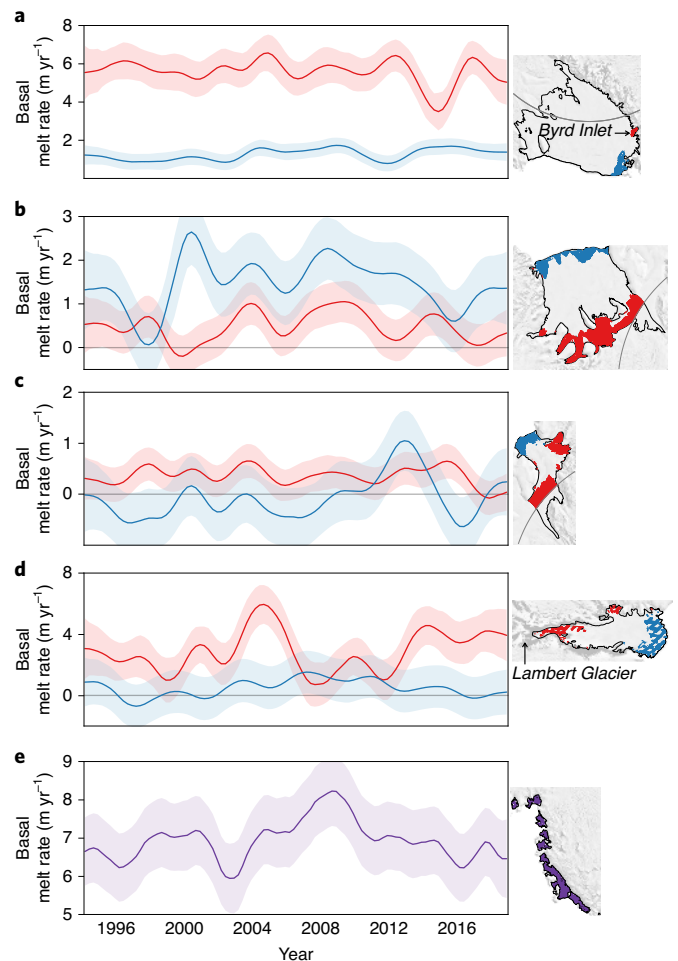 a
8
6
4
2
Basal
melt rate (m yr⁻¹)
Byrd Inlet
b
3
2
1
0
Basal
melt rate (m yr⁻¹)
c
2
1
0
Basal
melt rate (m yr⁻¹)
d
8
4
0
Basal
melt rate (m yr⁻¹)
Lambert Glacier
e
9
8
7
6
5
Basal
melt rate (m yr⁻¹)
1996 2000 2004 2008 2012 2016
Year